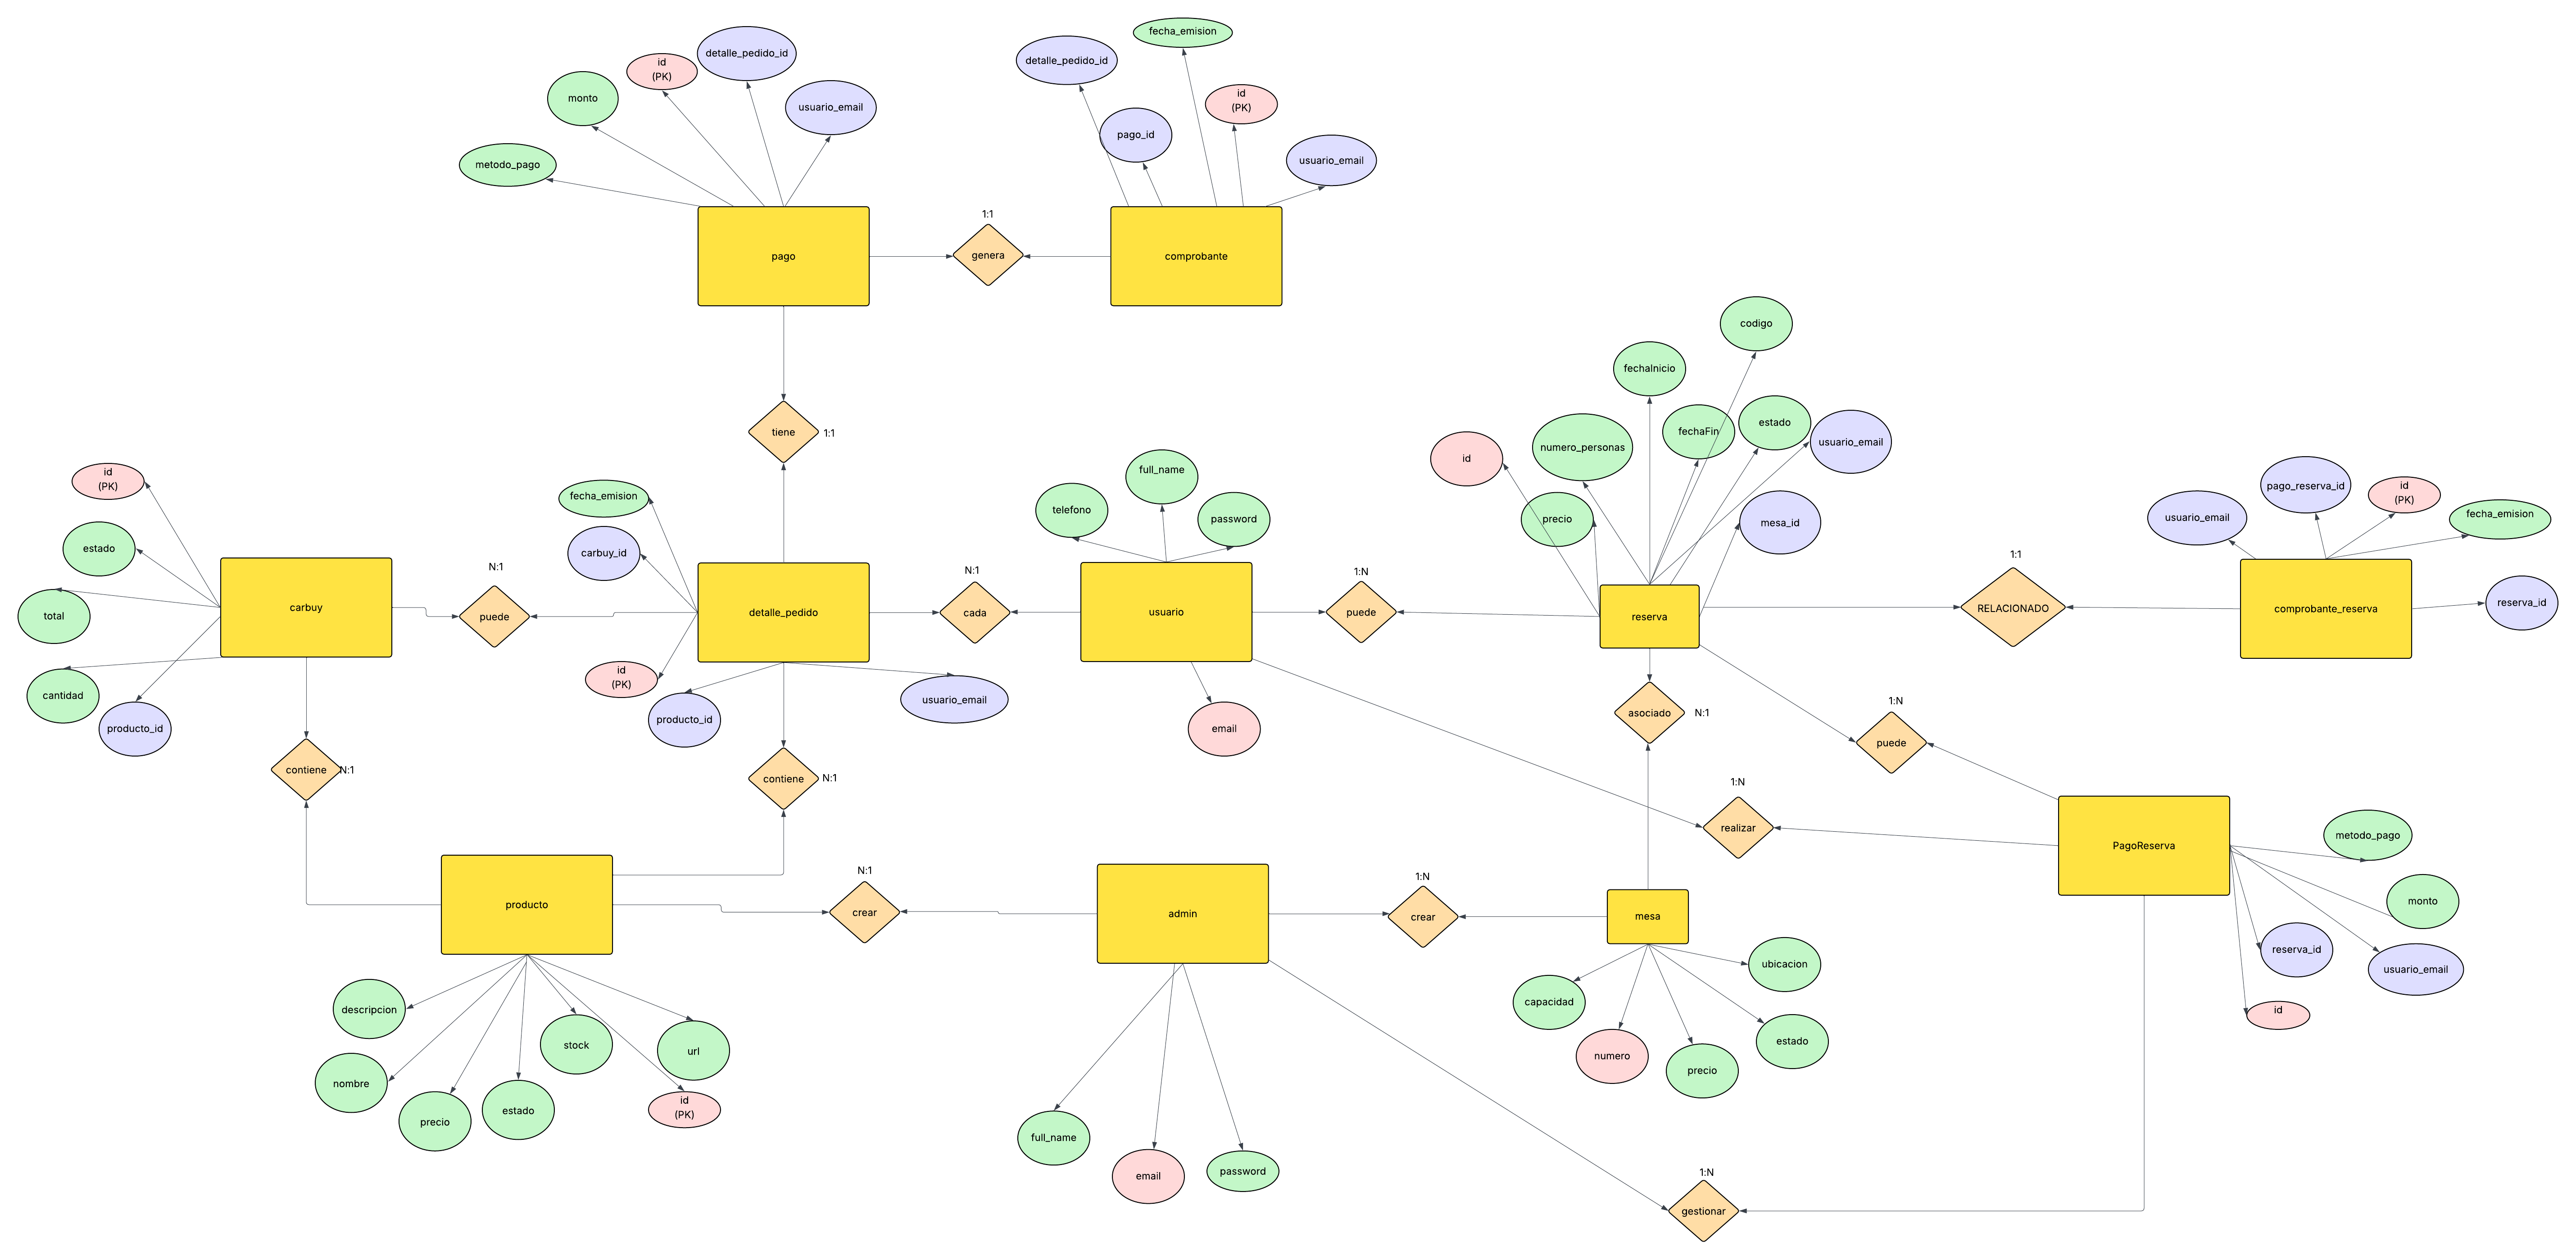 fecha_emision
detalle_pedido_id
id
(PK)
detalle_pedido_id
monto
usuario_email
id
(PK)
pago_id
metodo_pago
usuario_email
1:1
pago
genera
comprobante
codigo
fechaInicio
tiene
1:1
numero_personas
fechaFin
estado
usuario_email
id
id
(PK)
fecha_emision
telefono
full_name
password
precio
mesa_id
usuario_email
pago_reserva_id
id
(PK)
fecha_emision
estado
carbuy_id
N:1
N:1
1:N
1:1
total
carbuy
puede
detalle_pedido
cada
usuario
puede
reserva
RELACIONADO
comprobante_reserva
reserva_id
cantidad
producto_id
id
(PK)
producto_id
usuario_email
email
asociado
N:1
1:N
puede
contiene
N:1
contiene
N:1
1:N
realizar
PagoReserva
metodo_pago
monto
reserva_id
usuario_email
id
producto
N:1
crear
admin
1:N
crear
mesa
ubicacion
capacidad
numero
precio
estado
descripcion
nombre
precio
estado
stock
url
id
(PK)
full_name
email
password
1:N
gestionar